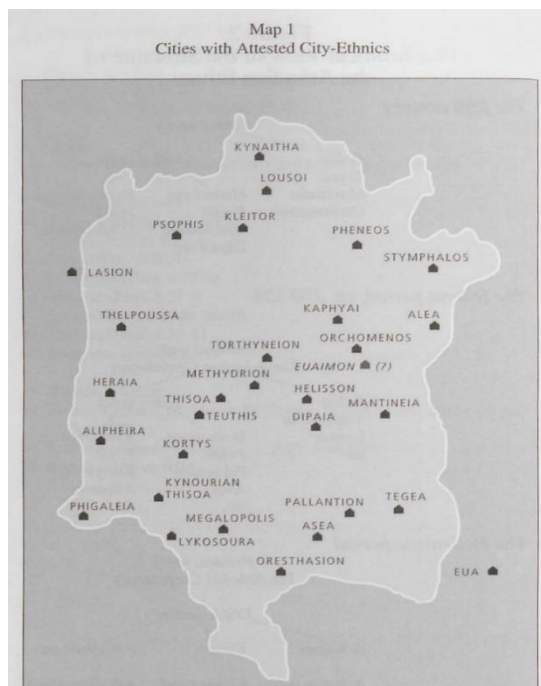 Map 1
Cities with Attested City-Ethnics
KYNAITHA
LOUSOI
KLEITOR
PSOPHIS
PHENEOS
STYMPHALOS
LASION
KAPHYAI
THELPOUSSA
ALEA
ORCHOMENOS
TORTHYNEION
EUAIMON (?)
METHYDRION
HERAIA
HELISSON
THISOA
MANTINEIA
TEUTHIS
DIPAIA
ALIPHEIRA
KORTYS
KYNOURIAN
THISOA
PALLANTION
TEGEA
PHIGALEIA
MEGALOPOLIS
ASEA
LYKOSOURA
ORESTHASION
EUA